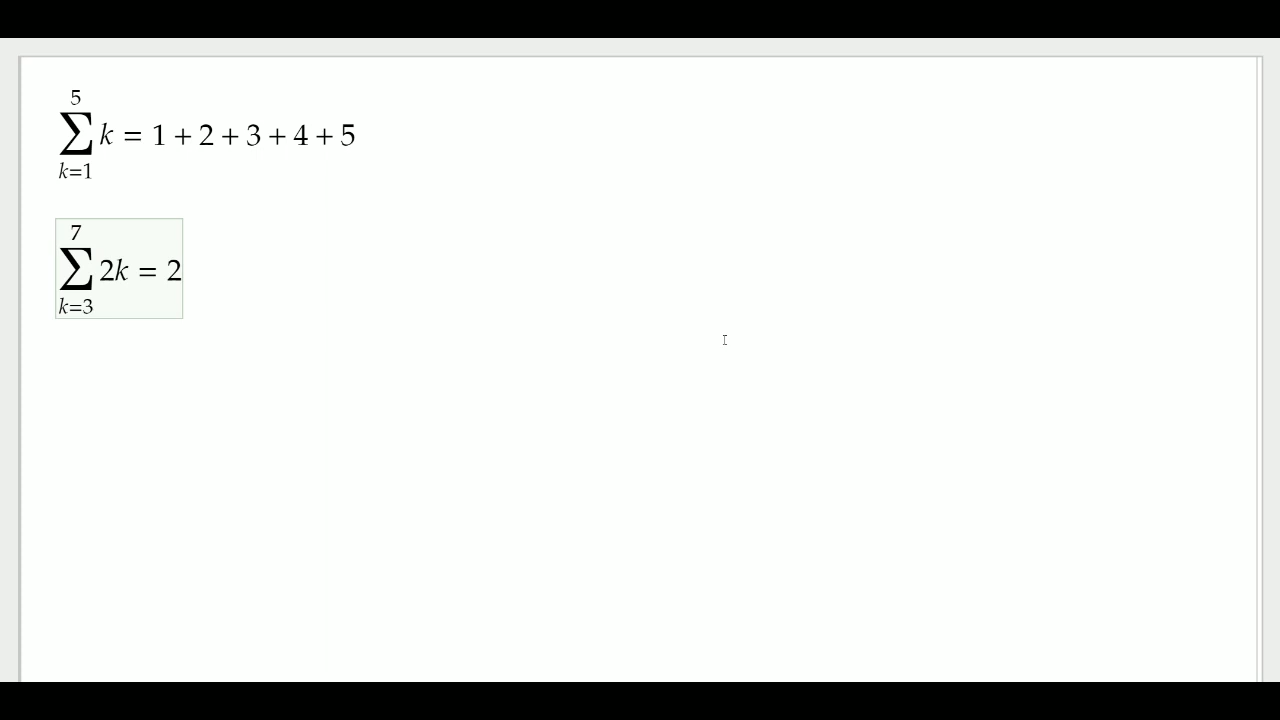 5
∑ k = 1 + 2 + 3 + 4 + 5
k=1
7
∑ 2k = 2
k=3